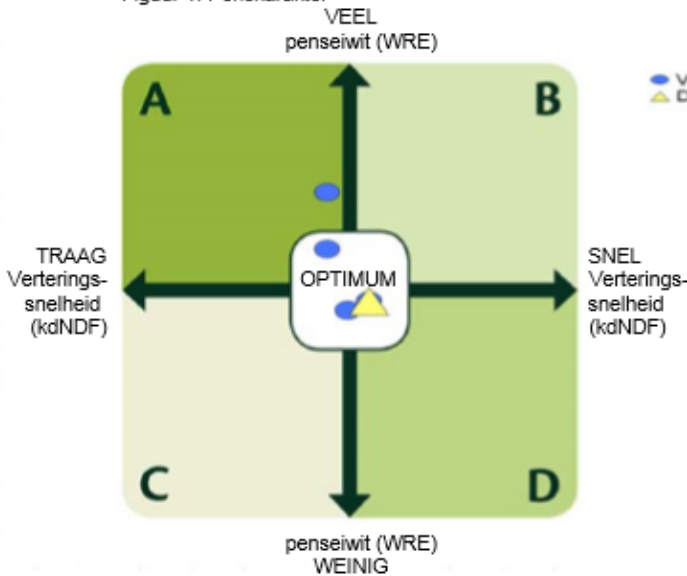 VEEL
penseiwit (WRE)
A
B
TRAAG
Verterings-
snelheid
(kdNDF)
OPTIMUM
SNEL
Verterings-
snelheid
(kdNDF)
C
D
penseiwit (WRE)
WEINIG